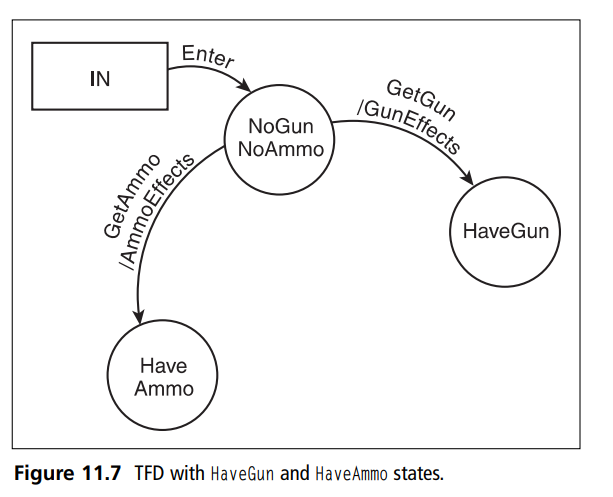 IN
Enter
NoGun
NoAmmo
GetGun
/GunEffects
GetAmmo
/AmmoEffects
HaveGun
Have
Ammo
Figure 11.7 TFD with HaveGun and HaveAmmo states.